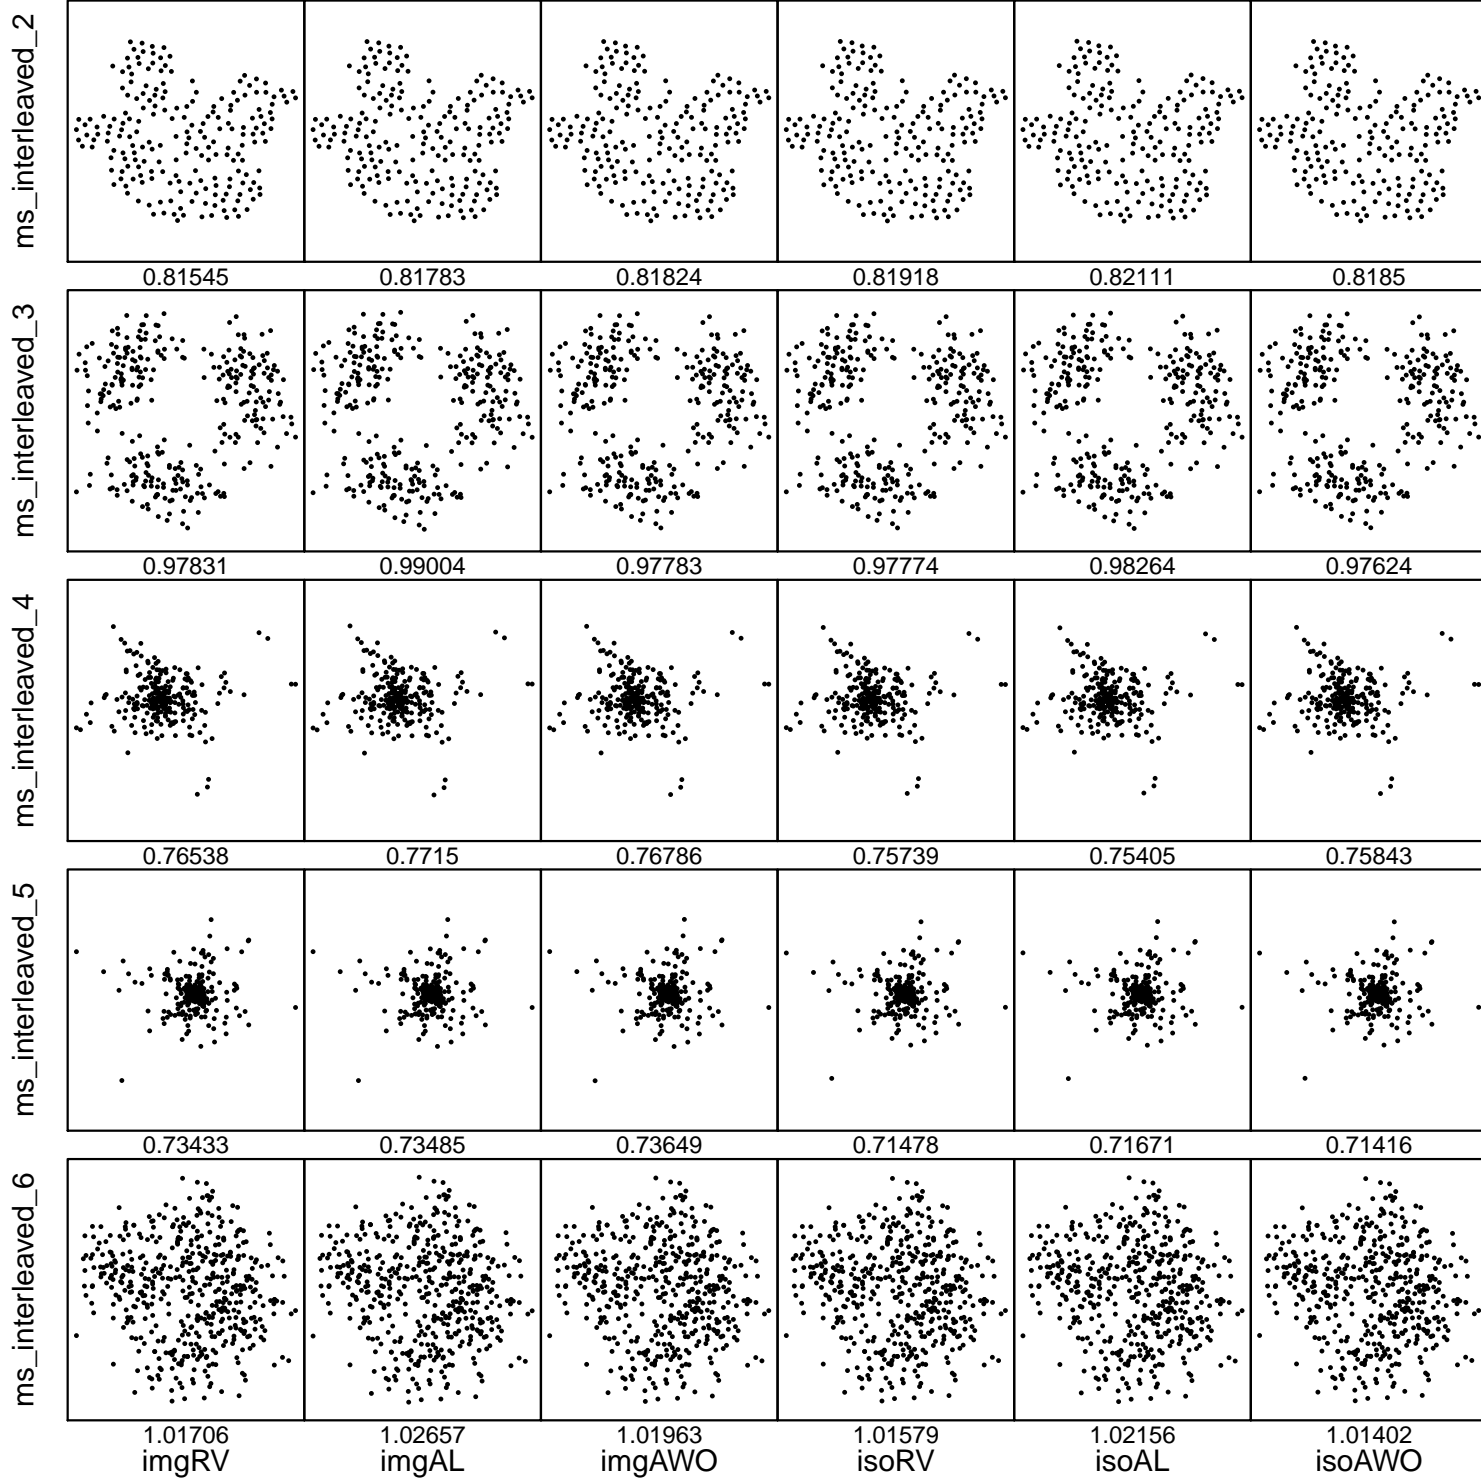 ms_interleaved_2
0.81545 0.81783 0.81824 0.81918 0.82111 0.8185
ms_interleaved_3
0.97831 0.99004 0.97783 0.97774 0.98264 0.97624
ms_interleaved_4
0.76538 0.7715 0.76786 0.75739 0.75405 0.75843
ms_interleaved_5
0.73433 0.73485 0.73649 0.71478 0.71671 0.71416
ms_interleaved_6
1.01706 1.02657 1.01963 1.01579 1.02156 1.01402
imgRV imgAL imgAWO isoRV isoAL isoAWO